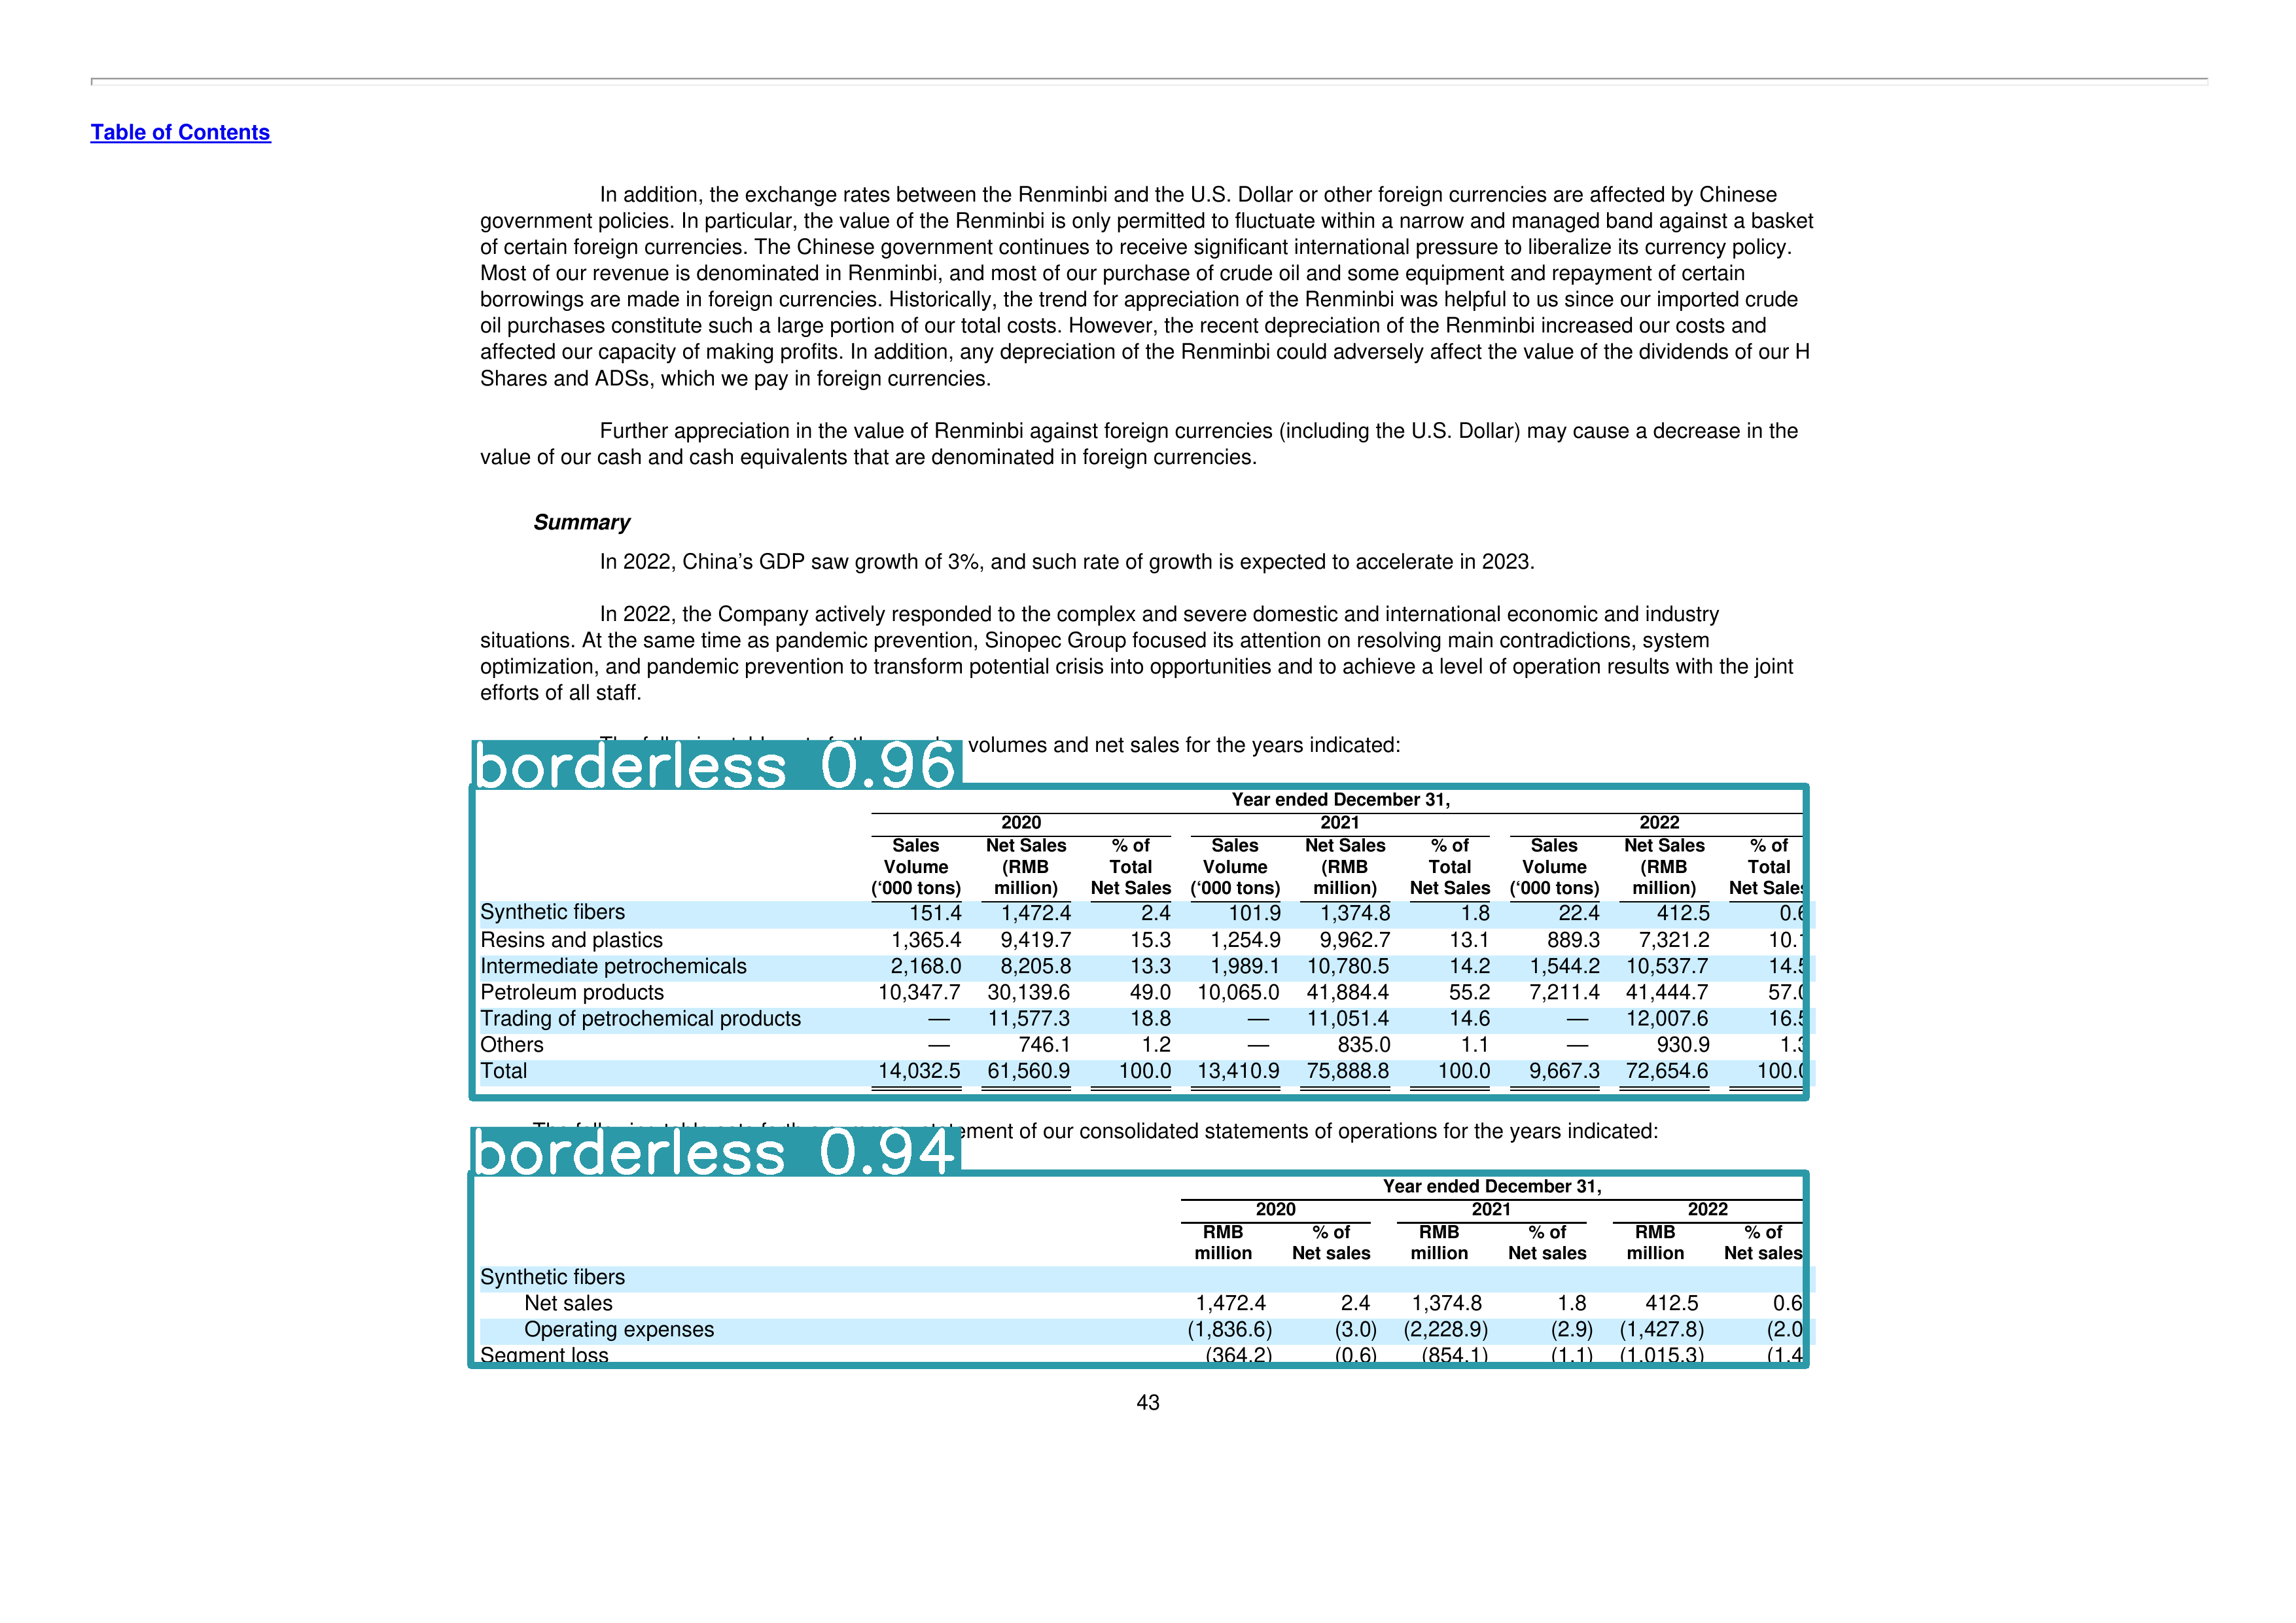 Table of Contents
In addition, the exchange rates between the Renminbi and the U.S. Dollar or other foreign currencies are affected by Chinese
government policies. In particular, the value of the Renminbi is only permitted to fluctuate within a narrow and managed band against a basket
of certain foreign currencies. The Chinese government continues to receive significant international pressure to liberalize its currency policy.
Most of our revenue is denominated in Renminbi, and most of our purchase of crude oil and some equipment and repayment of certain
borrowings are made in foreign currencies. Historically, the trend for appreciation of the Renminbi was helpful to us since our imported crude
oil purchases constitute such a large portion of our total costs. However, the recent depreciation of the Renminbi increased our costs and
affected our capacity of making profits. In addition, any depreciation of the Renminbi could adversely affect the value of the dividends of our H
Shares and ADSs, which we pay in foreign currencies.
Further appreciation in the value of Renminbi against foreign currencies (including the U.S. Dollar) may cause a decrease in the
value of our cash and cash equivalents that are denominated in foreign currencies.
Summary
In 2022, China’s GDP saw growth of 3%, and such rate of growth is expected to accelerate in 2023.
In 2022, the Company actively responded to the complex and severe domestic and international economic and industry
situations. At the same time as pandemic prevention, Sinopec Group focused its attention on resolving main contradictions, system
optimization, and pandemic prevention to transform potential crisis into opportunities and to achieve a level of operation results with the joint
efforts of all staff.
volumes and net sales for the years indicated:
borderless 0.96
Year ended December 31,
2020 2021 2022
Sales Net Sales % of Sales Net Sales % of Sales Net Sales % of
Volume (RMB Total Volume (RMB Total Volume (RMB Total
(‘000 tons) million) Net Sales (‘000 tons) million) Net Sales (‘000 tons) million) Net Sales
Synthetic fibers 151.4 1,472.4 2.4 101.9 1,374.8 1.8 22.4 412.5 0.6
Resins and plastics 1,365.4 9,419.7 15.3 1,254.9 9,962.7 13.1 889.3 7,321.2 10.1
Intermediate petrochemicals 2,168.0 8,205.8 13.3 1,989.1 10,780.5 14.2 1,544.2 10,537.7 14.5
Petroleum products 10,347.7 30,139.6 49.0 10,065.0 41,884.4 55.2 7,211.4 41,444.7 57.0
Trading of petrochemical products — 11,577.3 18.8 — 11,051.4 14.6 — 12,007.6 16.5
Others — 746.1 1.2 — 835.0 1.1 — 930.9 1.3
Total 14,032.5 61,560.9 100.0 13,410.9 75,888.8 100.0 9,667.3 72,654.6 100.0
of our consolidated statements of operations for the years indicated:
borderless 0.94
Year ended December 31,
2020 2021 2022
RMB % of RMB % of RMB % of
million Net sales million Net sales million Net sales
Synthetic fibers
Net sales 1,472.4 2.4 1,374.8 1.8 412.5 0.6
Operating expenses (1,836.6) (3.0) (2,228.9) (2.9) (1,427.8) (2.0
Segment loss (364.2) (0.6) (854.1) (1.1) (1,015.3) (1.4
43